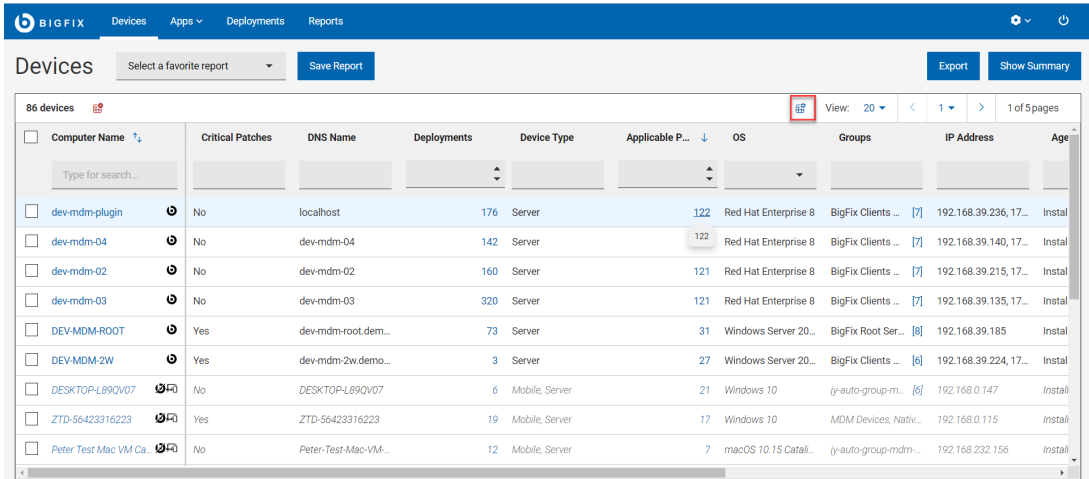 BIGFIX Devices Apps Deployments Reports
Devices Select a favorite report Save Report Export Show Summary
86 devices View: 20 1 1 of 5 pages
Computer Name Critical Patches DNS Name Deployments Device Type Applicable P... OS Groups IP Address Age
Type for search...
dev-mdm-plugin No localhost 176 Server 122 Red Hat Enterprise 8 BigFix Clients ... [7] 192.168.39.236, 17... Instal
dev-mdm-04 No dev-mdm-04 142 Server 122 Red Hat Enterprise 8 BigFix Clients ... [7] 192.168.39.140, 17... Instal
dev-mdm-02 No dev-mdm-02 160 Server 121 Red Hat Enterprise 8 BigFix Clients ... [7] 192.168.39.215, 17... Instal
dev-mdm-03 No dev-mdm-03 320 Server 121 Red Hat Enterprise 8 BigFix Clients ... [7] 192.168.39.135, 17... Instal
DEV-MDM-ROOT Yes dev-mdm-root.dem... 73 Server 31 Windows Server 20... BigFix Root Ser... [8] 192.168.39.185 Instal
DEV-MDM-2W Yes dev-mdm-2w.demo... 3 Server 27 Windows Server 20... BigFix Clients ... [6] 192.168.39.224, 17... Instal
DESKTOP-L89QV07 No DESKTOP-L89QV07 6 Mobile, Server 21 Windows 10 jy-auto-group-m... [6] 192.168.0.147 Install
ZTD-56423316223 Yes ZTD-56423316223 19 Mobile, Server 17 Windows 10 MDM Devices, Nativ... 192.168.0.115 Install
Peter Test Mac VM Ca... No Peter-Test-Mac-VM-... 12 Mobile, Server 7 macOS 10.15 Catali... jy-auto-group-mdm-... 192.168.232.156 Install